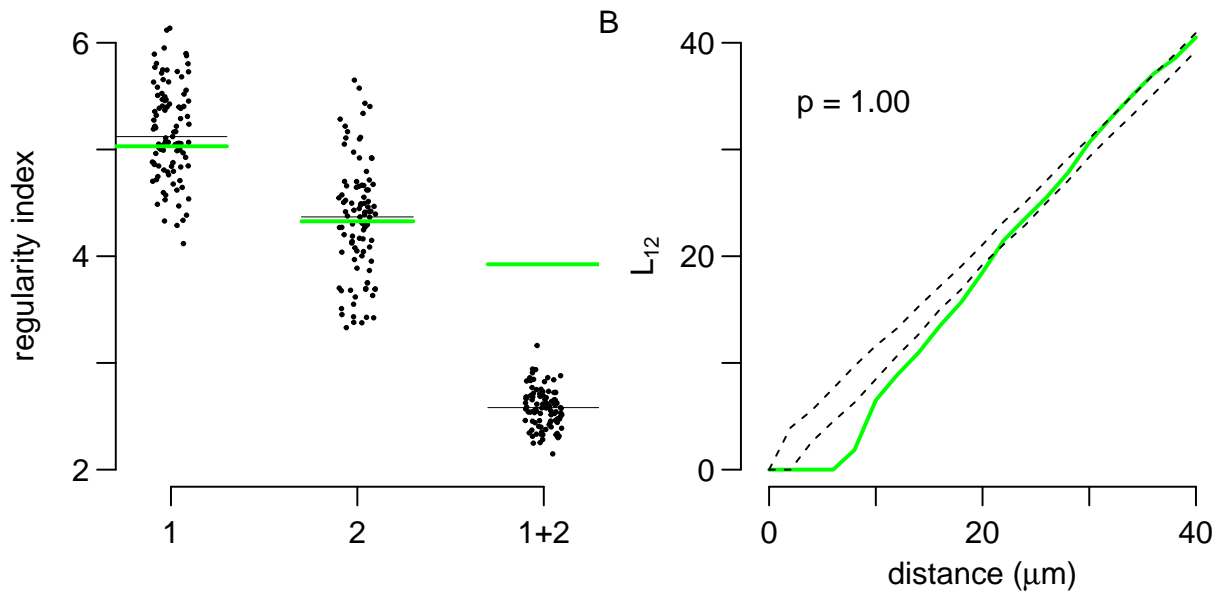 B
regularity index
6
4
2
1
2
1+2
p = 1.00
L₁₂
40
20
0
0
20
40
distance (μm)